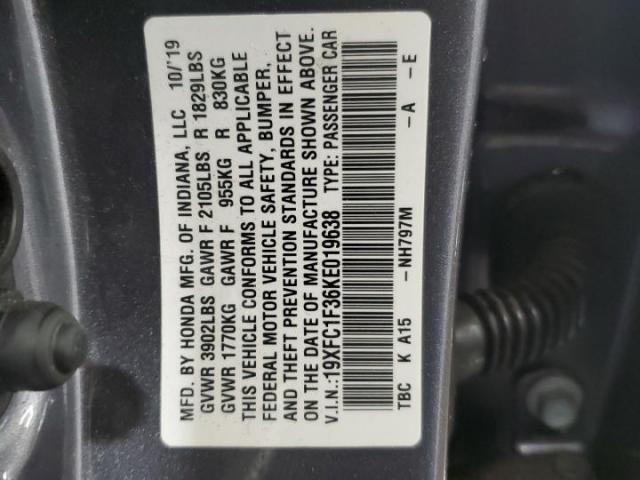 MFD. BY HONDA MFG. OF INDIANA, LLC 10/'19
GVWR 3902LBS GAWR F 2105LBS R 1829LBS
GVWR 1770KG GAWR F 955KG R 830KG
THIS VEHICLE CONFORMS TO ALL APPLICABLE
FEDERAL MOTOR VEHICLE SAFETY, BUMPER,
AND THEFT PREVENTION STANDARDS IN EFFECT
ON THE DATE OF MANUFACTURE SHOWN ABOVE.
V.I.N.:19XFC1F36KE019638 TYPE: PASSENGER CAR
TBC K A15 –NH797M –A –E